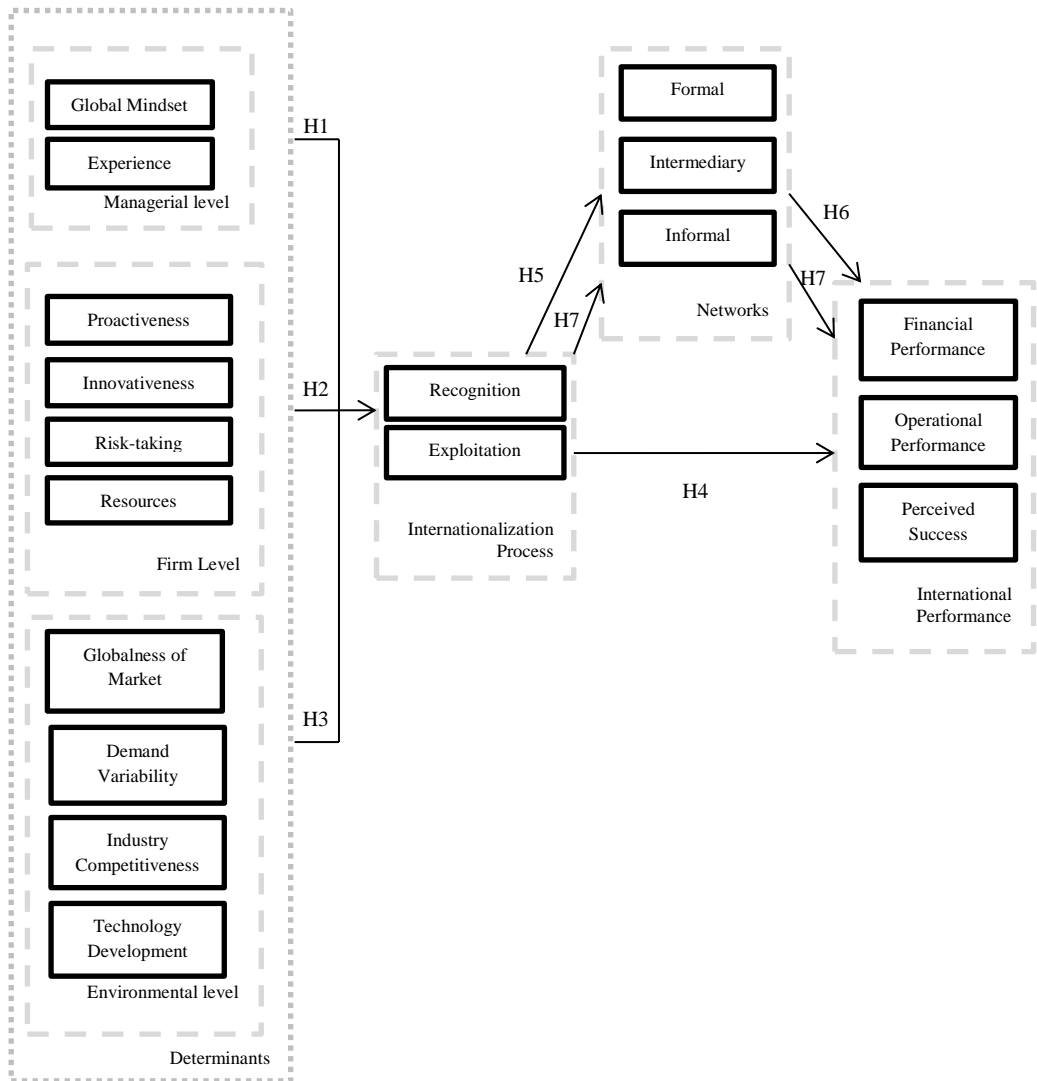 Global Mindset
Experience
Managerial level
Proactiveness
Innovativeness
Risk-taking
Resources
Firm Level
Globalness of
Market
Demand
Variability
Industry
Competitiveness
Technology
Development
Environmental level
Determinants
H1
H2
H3
Recognition
Exploitation
Internationalization
Process
H5
H7
H4
Formal
Intermediary
Informal
Networks
H6
H7
Financial
Performance
Operational
Performance
Perceived
Success
International
Performance